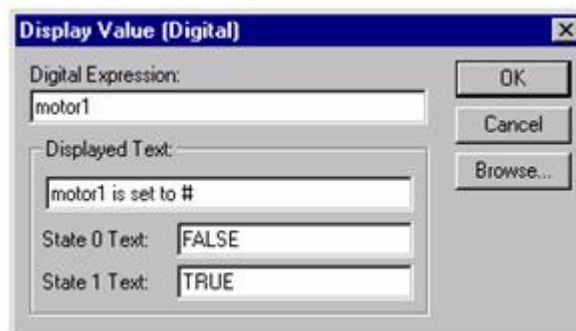 Display Value (Digital)
Digital Expression:
motor1
OK
Cancel
Browse...
Displayed Text:
motor1 is set to #
State 0 Text: FALSE
State 1 Text: TRUE